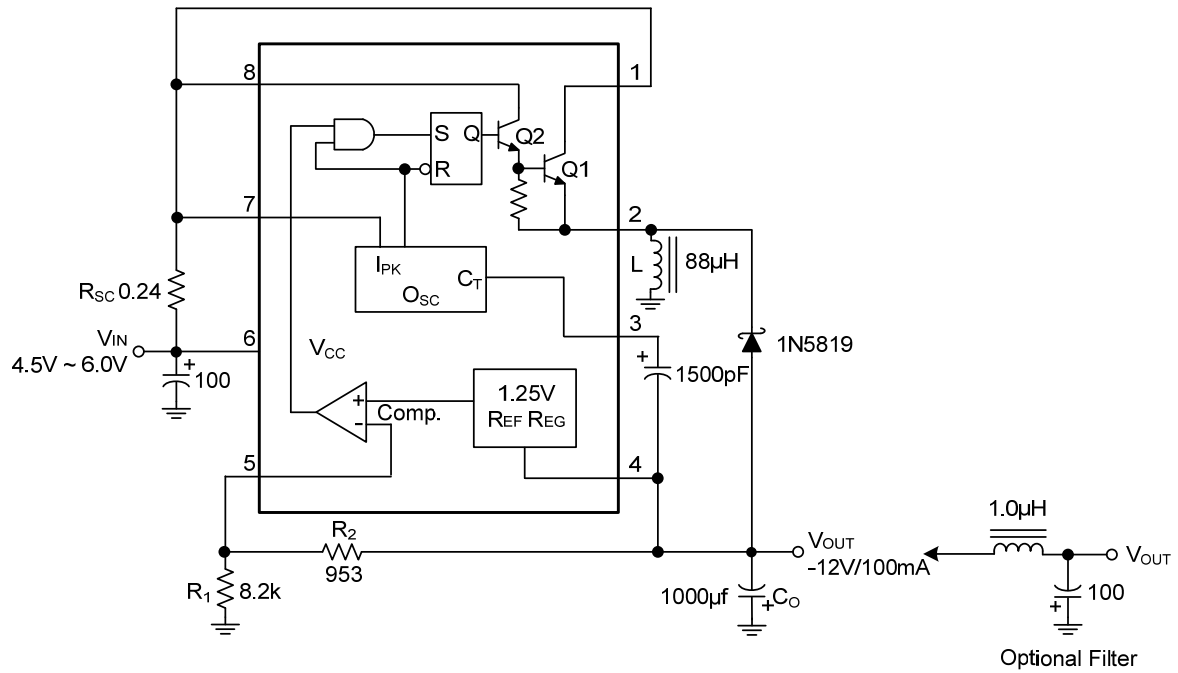 8
1
S Q
Q2
R
Q1
7
2
IPK
CT
OSC
L
88µH
RSC 0.24
3
VIN
4.5V ~ 6.0V
6
VCC
+
100
+
1500pF
1N5819
1.25V
REF REG
+
-
Comp.
5
4
R2
953
1.0µH
VOUT
-12V/100mA
VOUT
R1 8.2k
1000µf
+
CO
100
+
Optional Filter